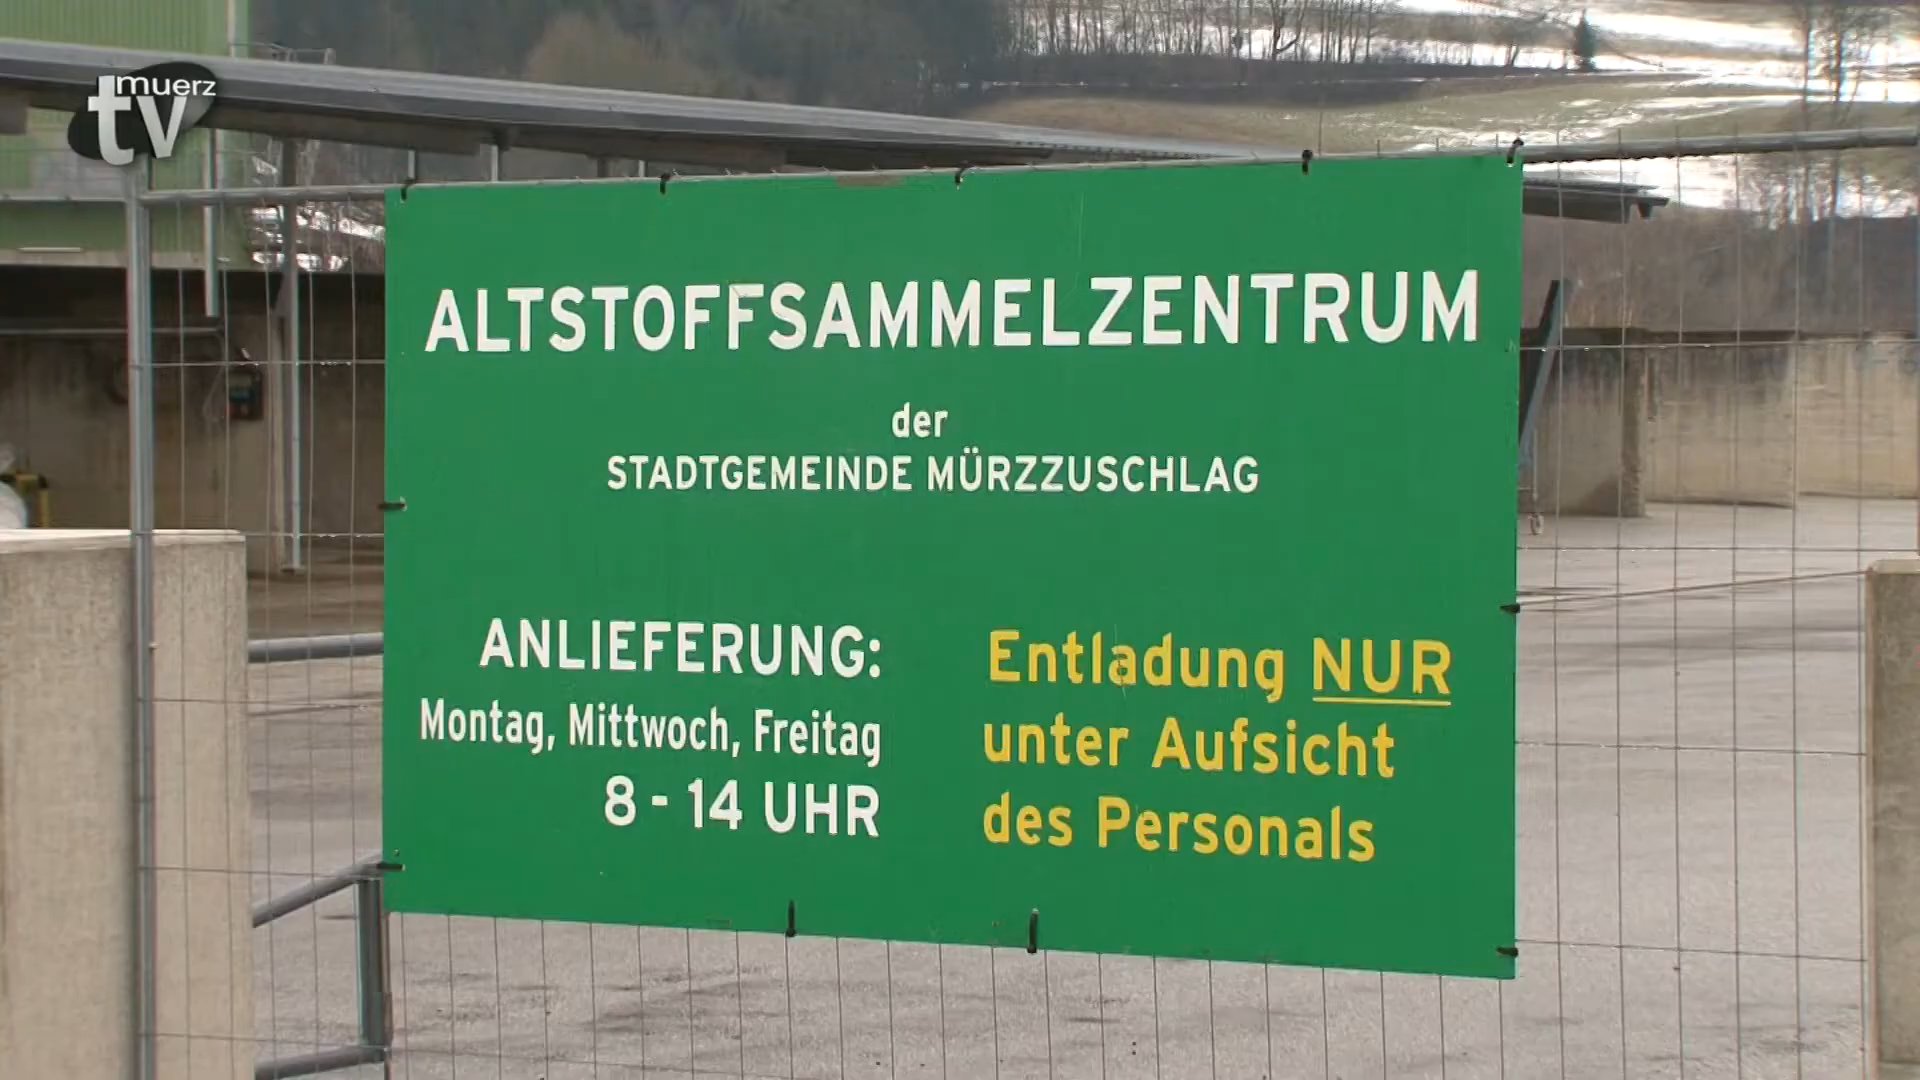 muerz
tv
ALTSTOFFSAMMELZENTRUM
der
STADTGEMEINDE MÜRZZUSCHLAG
ANLIEFERUNG:
Montag, Mittwoch, Freitag
8 - 14 UHR
Entladung NUR
unter Aufsicht
des Personals